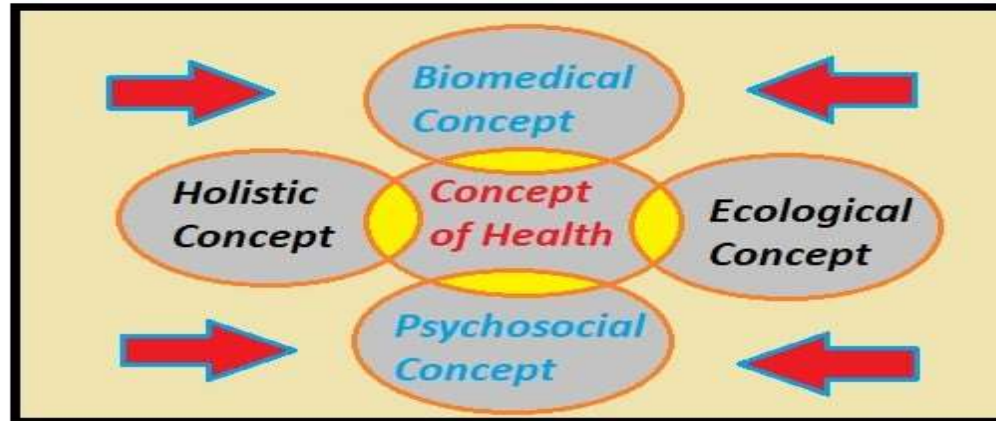 Biomedical
Concept
Holistic
Concept
Concept
of Health
Ecological
Concept
Psychosocial
Concept